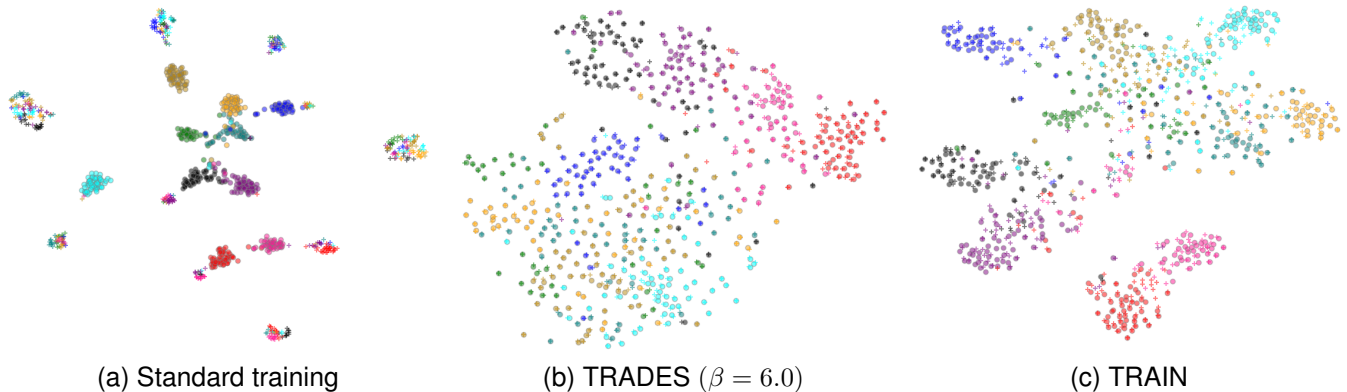 (a) Standard training
(b) TRADES (β = 6.0)
(c) TRAIN